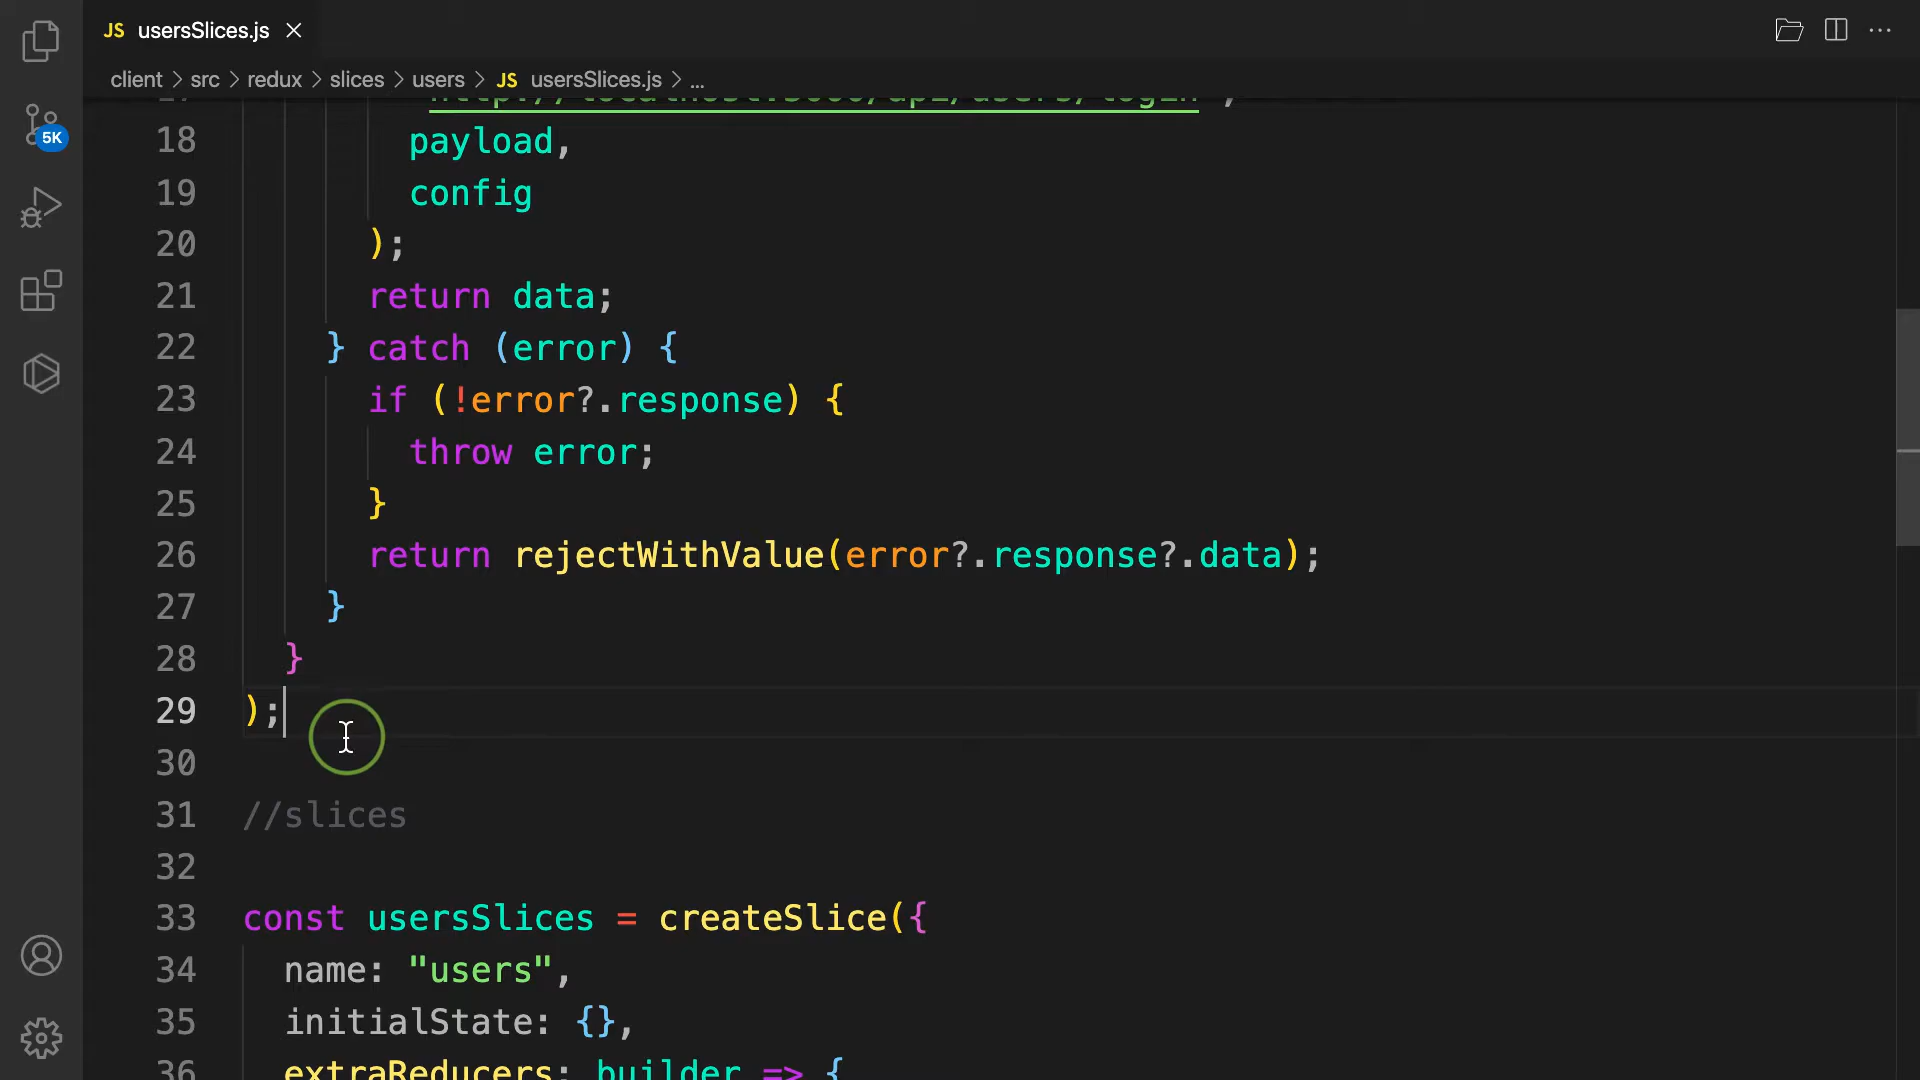 JS usersSlices.js
client > src > redux > slices > users > JS usersSlices.js > ...
5K
18 payload,
19 config
20 );
21 return data;
22 } catch (error) {
23 if (!error?.response) {
24 throw error;
25 }
26 return rejectWithValue(error?.response?.data);
27 }
28 }
29 );
30
31 //slices
32
33 const usersSlices = createSlice({
34 name: "users",
35 initialState: {},
36 extraReducers: builder => {